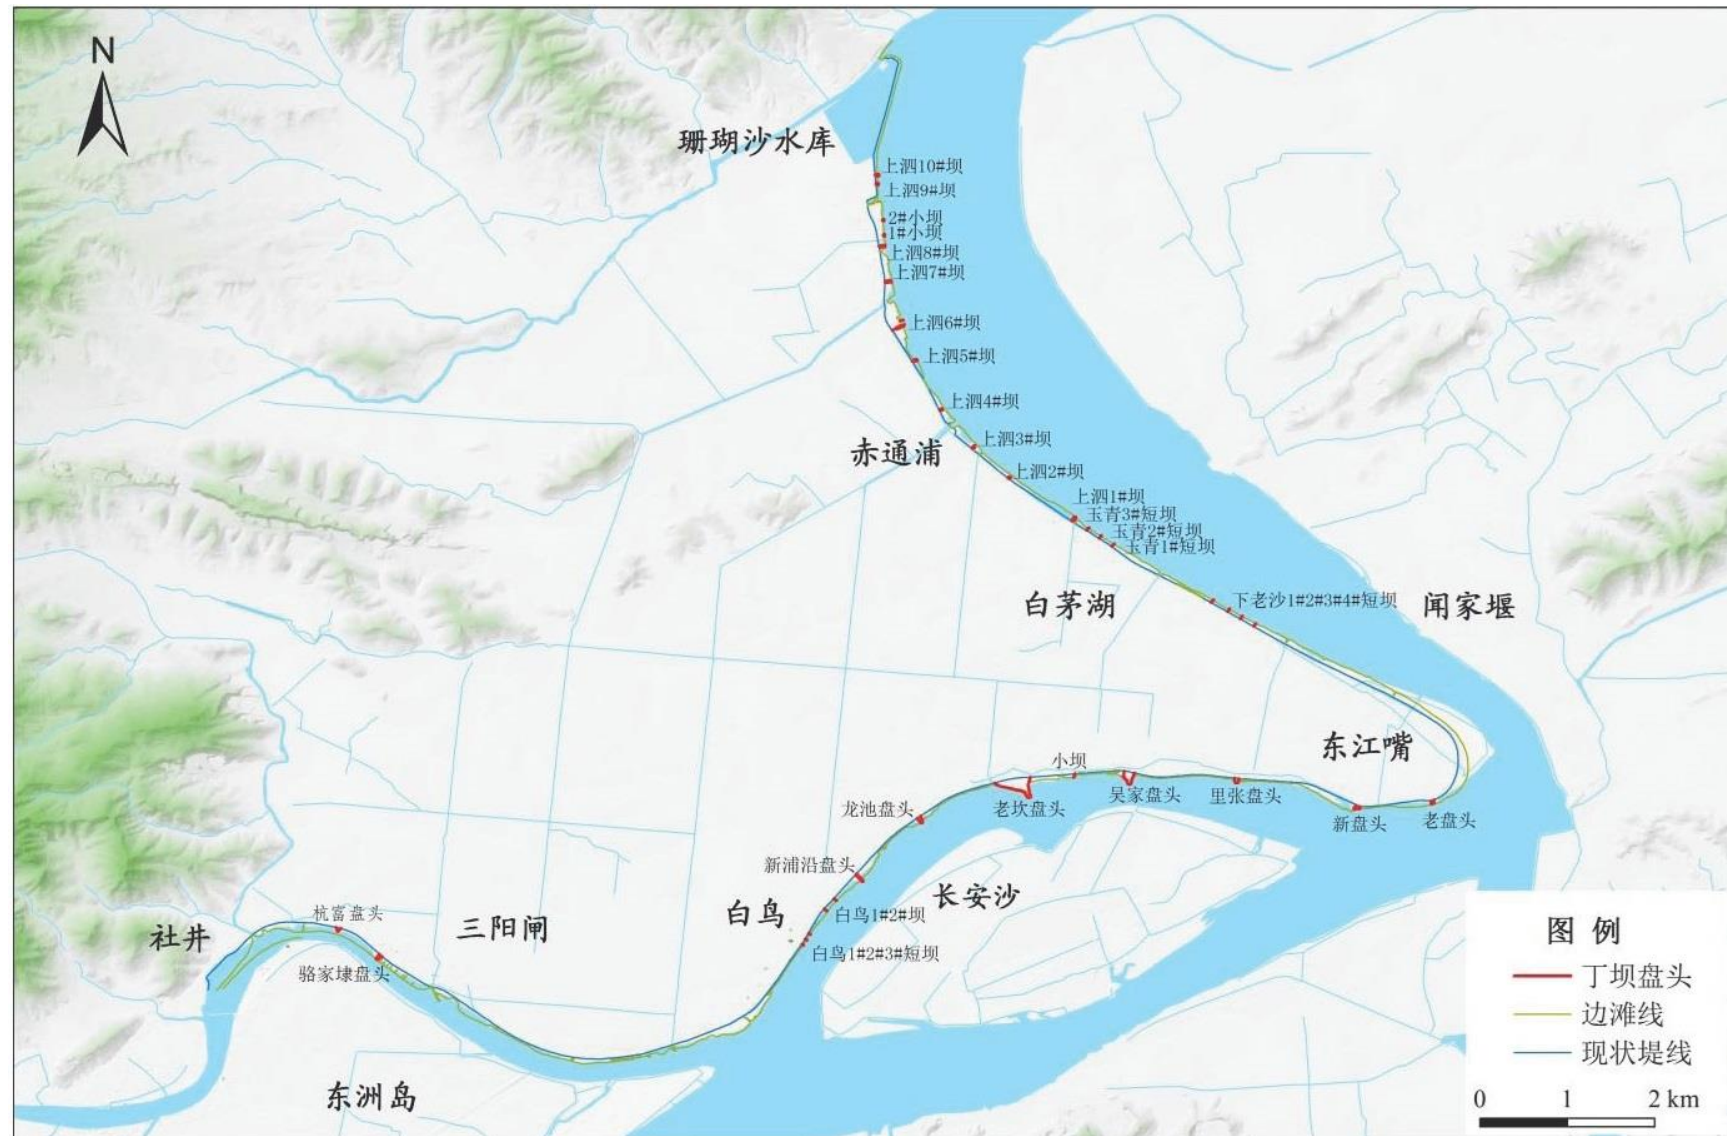 N
珊瑚沙水库
上泗10#坝
上泗9#坝
2#小坝
1#小坝
上泗8#坝
上泗7#坝
上泗6#坝
上泗5#坝
上泗4#坝
赤通浦
上泗3#坝
上泗2#坝
上泗1#坝
玉青3#短坝
玉青2#短坝
玉青1#短坝
白茅湖
下老沙1#2#3#4#短坝
闻家堰
东江嘴
小坝
龙池盘头
老坎盘头
吴家盘头
里张盘头
新盘头
老盘头
新浦沿盘头
长安沙
白鸟
白鸟1#2#坝
白鸟1#2#3#短坝
社井
杭富盘头
三阳闸
骆家埭盘头
东洲岛
图 例
丁坝盘头
边滩线
现状堤线
0 1 2 km